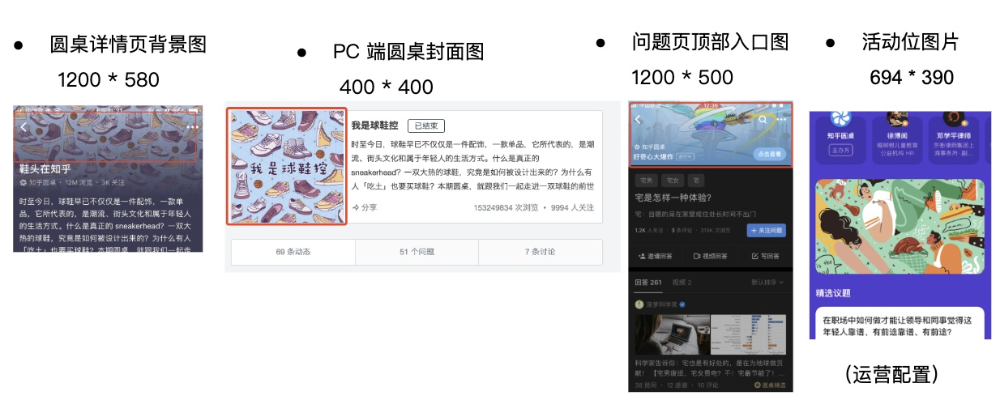 ● 圆桌详情页背景图
1200 * 580
11:31
鞋头在知乎
知乎圆桌 · 12M 浏览 · 3K 关注
时至今日，球鞋早已不仅仅是一件配饰，一款单
品，它所代表的，是潮流、街头文化和属于年轻人
的生活方式。什么是真正的 sneakerhead？一双大
热的球鞋，究竟是如何被设计出来的？为什么有人
「吃土」也要买球鞋？本期圆桌，就跟我们一起走
● PC 端圆桌封面图
400 * 400
我是球鞋控
我是球鞋控 已结束
时至今日，球鞋早已不仅仅是一件配饰，一款单品，它所代表的，是潮
流、街头文化和属于年轻人的生活方式。什么是真正的
sneakerhead？一双大热的球鞋，究竟是如何被设计出来的？为什么有
人「吃土」也要买球鞋？本期圆桌，就跟我们一起走进一双球鞋的前世
分享 153249834 次浏览 • 9994 人关注
69 条动态 51 个问题 7 条讨论
● 问题页顶部入口图
1200 * 500
中国联通 12:36
知乎圆桌
好奇心大爆炸 进行中 点击查看
宅男 宅女 宅
宅是怎样一种体验？
宅：自愿的呆在家里或住处长时间不出门
1.2K 人关注 · 3 条评论 · 316K 次浏览 + 关注问题
邀请回答 视频回答 写回答
回答 261 视频 2 默认排序
菠萝科学奖
科学家告诉你：宅也是有好处的，是在为地球做贡
献！【宅男废纸，宅女费电？不！宅最节能了！...
38 赞同 · 12 感谢 · 10 评论 圆桌精选
● 活动位图片
694 * 390
知乎圆桌
主办方
徐博闻
榕树根儿童教育
公益机构 HR
邓学平律师
京衡律师集团上
海事务所 · 副...
精选议题
在职场中如何做才能让领导和同事觉得这
年轻人靠谱、有前途靠谱、有前途？
（运营配置）